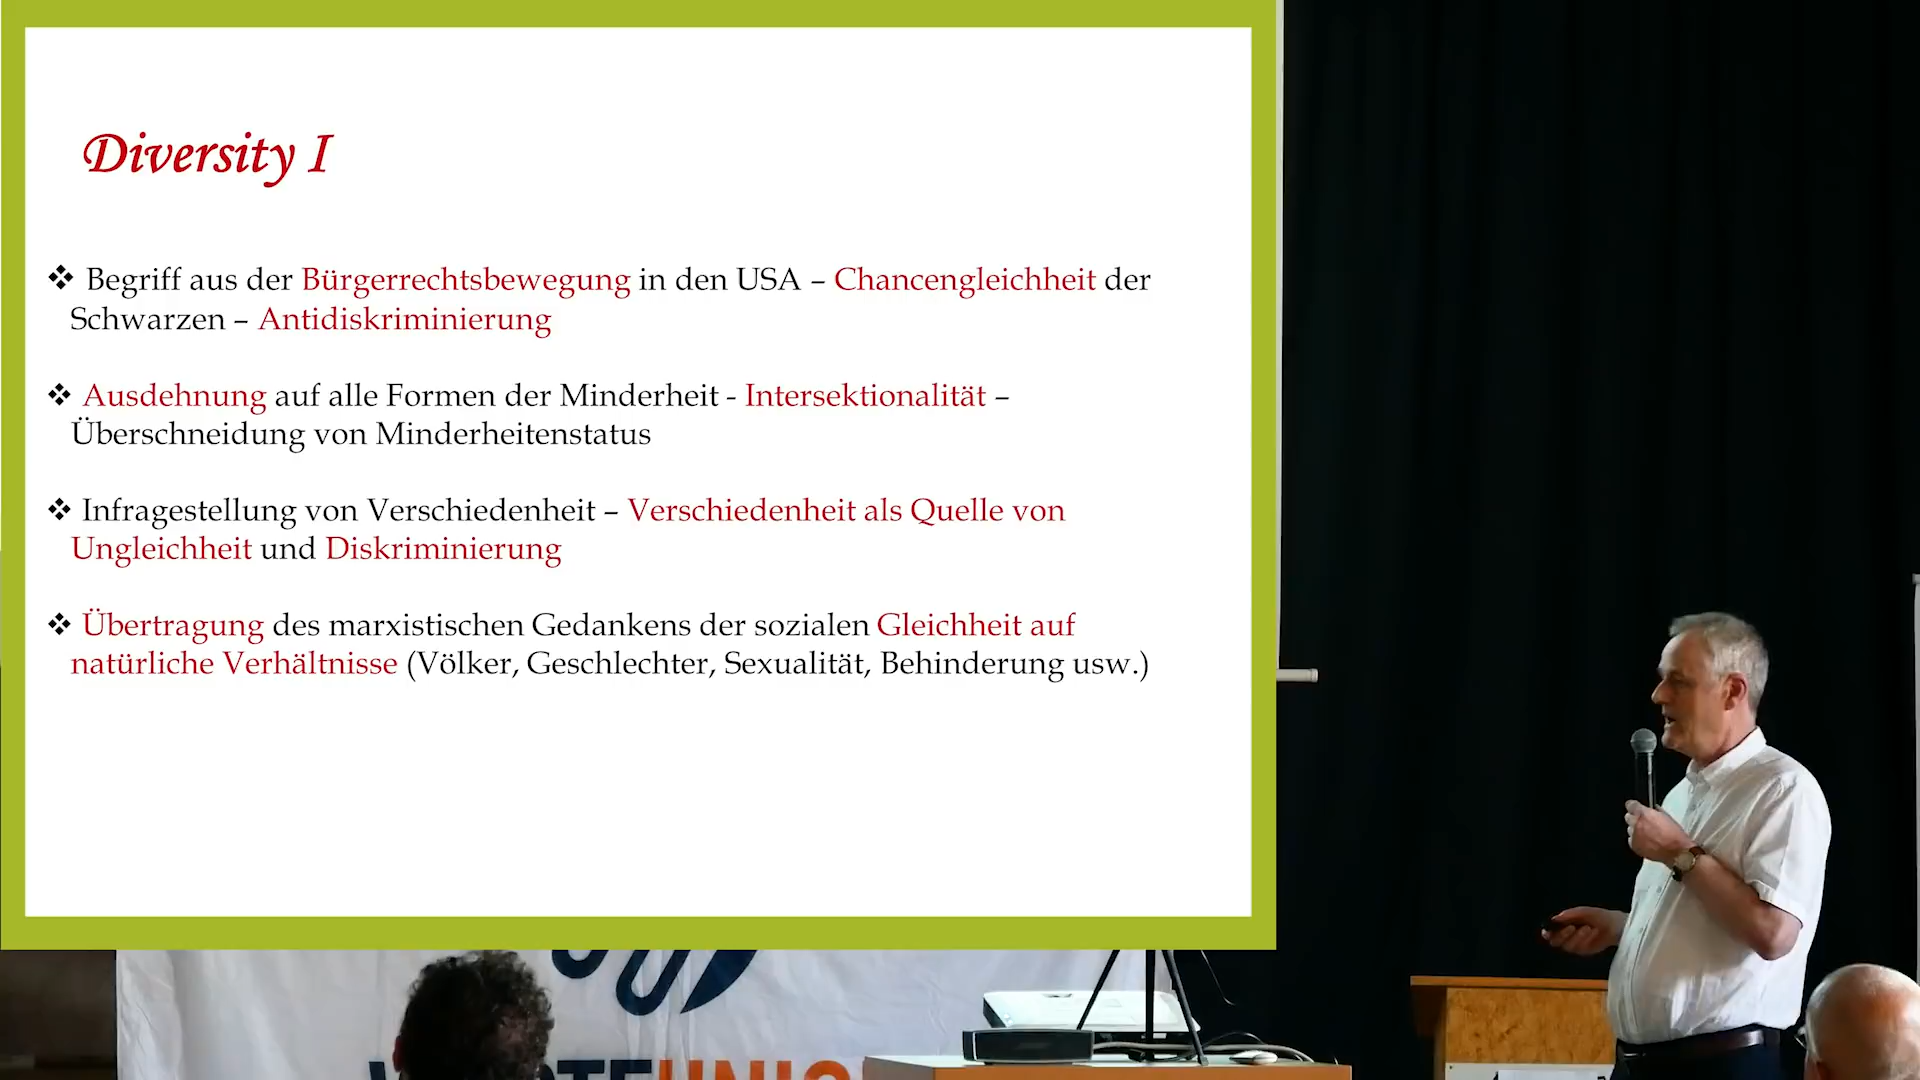 Diversity I
Begriff aus der Bürgerrechtsbewegung in den USA – Chancengleichheit der
Schwarzen – Antidiskriminierung
Ausdehnung auf alle Formen der Minderheit - Intersektionalität –
Überschneidung von Minderheitenstatus
Infragestellung von Verschiedenheit – Verschiedenheit als Quelle von
Ungleichheit und Diskriminierung
Übertragung des marxistischen Gedankens der sozialen Gleichheit auf
natürliche Verhältnisse (Völker, Geschlechter, Sexualität, Behinderung usw.)